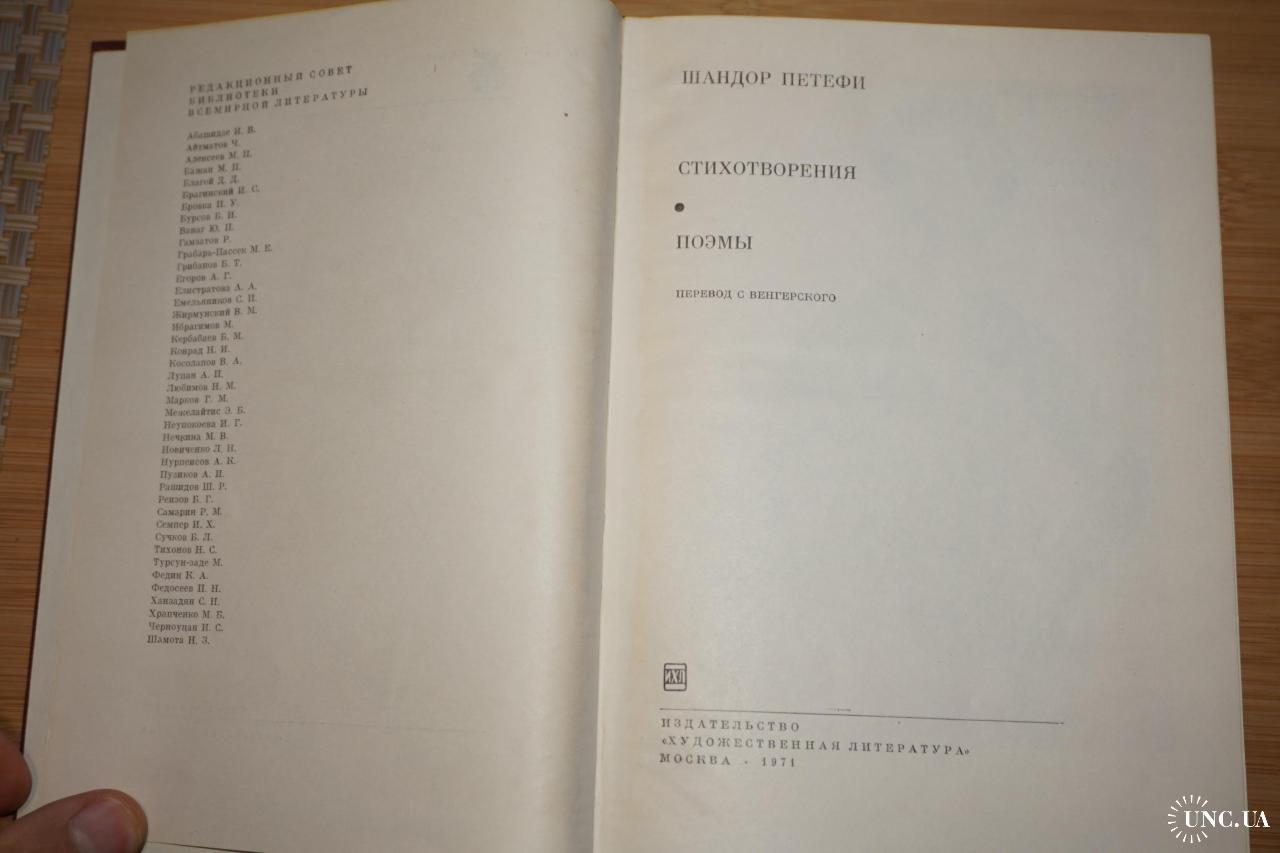 РЕДАКЦИОННЫЙ СОВЕТ
БИБЛИОТЕКИ
ВСЕМИРНОЙ ЛИТЕРАТУРЫ
Абашидзе И. В.
Айтматов Ч.
Алексеев М. П.
Бажан М. П.
Благой Д. Д.
Брагинский И. С.
Бровка П. У.
Бурсов Б. И.
Ванаг Ю. П.
Гамзатов Р.
Грабарь-Пассек М. Е.
Грибанов Б. Т.
Егоров А. Г.
Елистратова А. А.
Емельяников С. П.
Жирмунский В. М.
Ибрагимов М.
Кербабаев Б. М.
Конрад Н. И.
Косолапов В. А.
Лупан А. П.
Любимов Н. М.
Марков Г. М.
Межелайтис Э. Б.
Неупокоева И. Г.
Нечкина М. В.
Новиченко Л. Н.
Нурпеисов А. К.
Пузиков А. И.
Рашидов Ш. Р.
Реизов Б. Г.
Самарин Р. М.
Семпер И. Х.
Сучков Б. Л.
Тихонов Н. С.
Турсун-заде М.
Федин К. А.
Федосеев П. Н.
Ханзадян С. Н.
Храпченко М. Б.
Черноуцан И. С.
Шамота Н. З.
ШАНДОР ПЕТЕФИ
СТИХОТВОРЕНИЯ
•
ПОЭМЫ
ПЕРЕВОД С ВЕНГЕРСКОГО
ИХЛ
ИЗДАТЕЛЬСТВО
«ХУДОЖЕСТВЕННАЯ ЛИТЕРАТУРА»
МОСКВА · 1971
UNC.UA